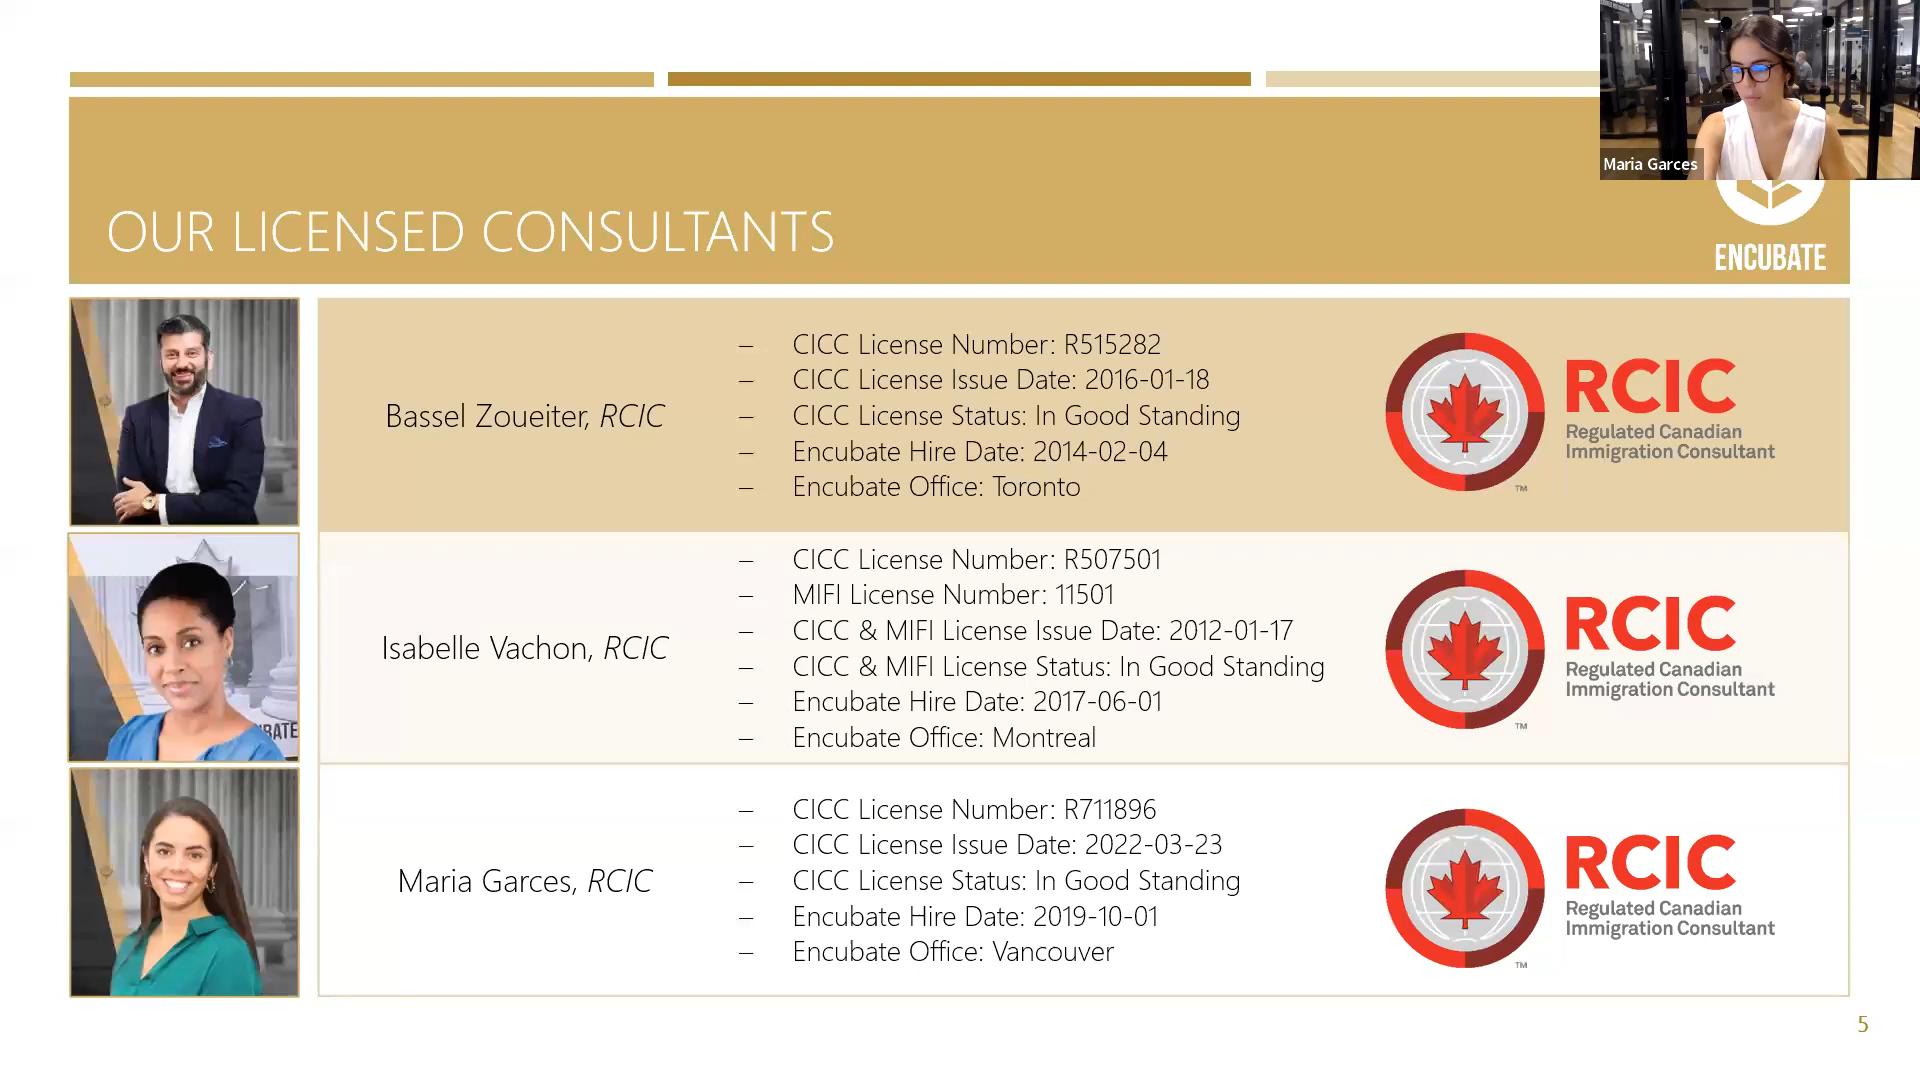 Maria Garces
OUR LICENSED CONSULTANTS
ENCUBATE
Bassel Zoueiter, RCIC
– CICC License Number: R515282
– CICC License Issue Date: 2016-01-18
– CICC License Status: In Good Standing
– Encubate Hire Date: 2014-02-04
– Encubate Office: Toronto
RCIC
Regulated Canadian
Immigration Consultant
TM
BATE
Isabelle Vachon, RCIC
– CICC License Number: R507501
– MIFI License Number: 11501
– CICC & MIFI License Issue Date: 2012-01-17
– CICC & MIFI License Status: In Good Standing
– Encubate Hire Date: 2017-06-01
– Encubate Office: Montreal
RCIC
Regulated Canadian
Immigration Consultant
TM
Maria Garces, RCIC
– CICC License Number: R711896
– CICC License Issue Date: 2022-03-23
– CICC License Status: In Good Standing
– Encubate Hire Date: 2019-10-01
– Encubate Office: Vancouver
RCIC
Regulated Canadian
Immigration Consultant
TM
5